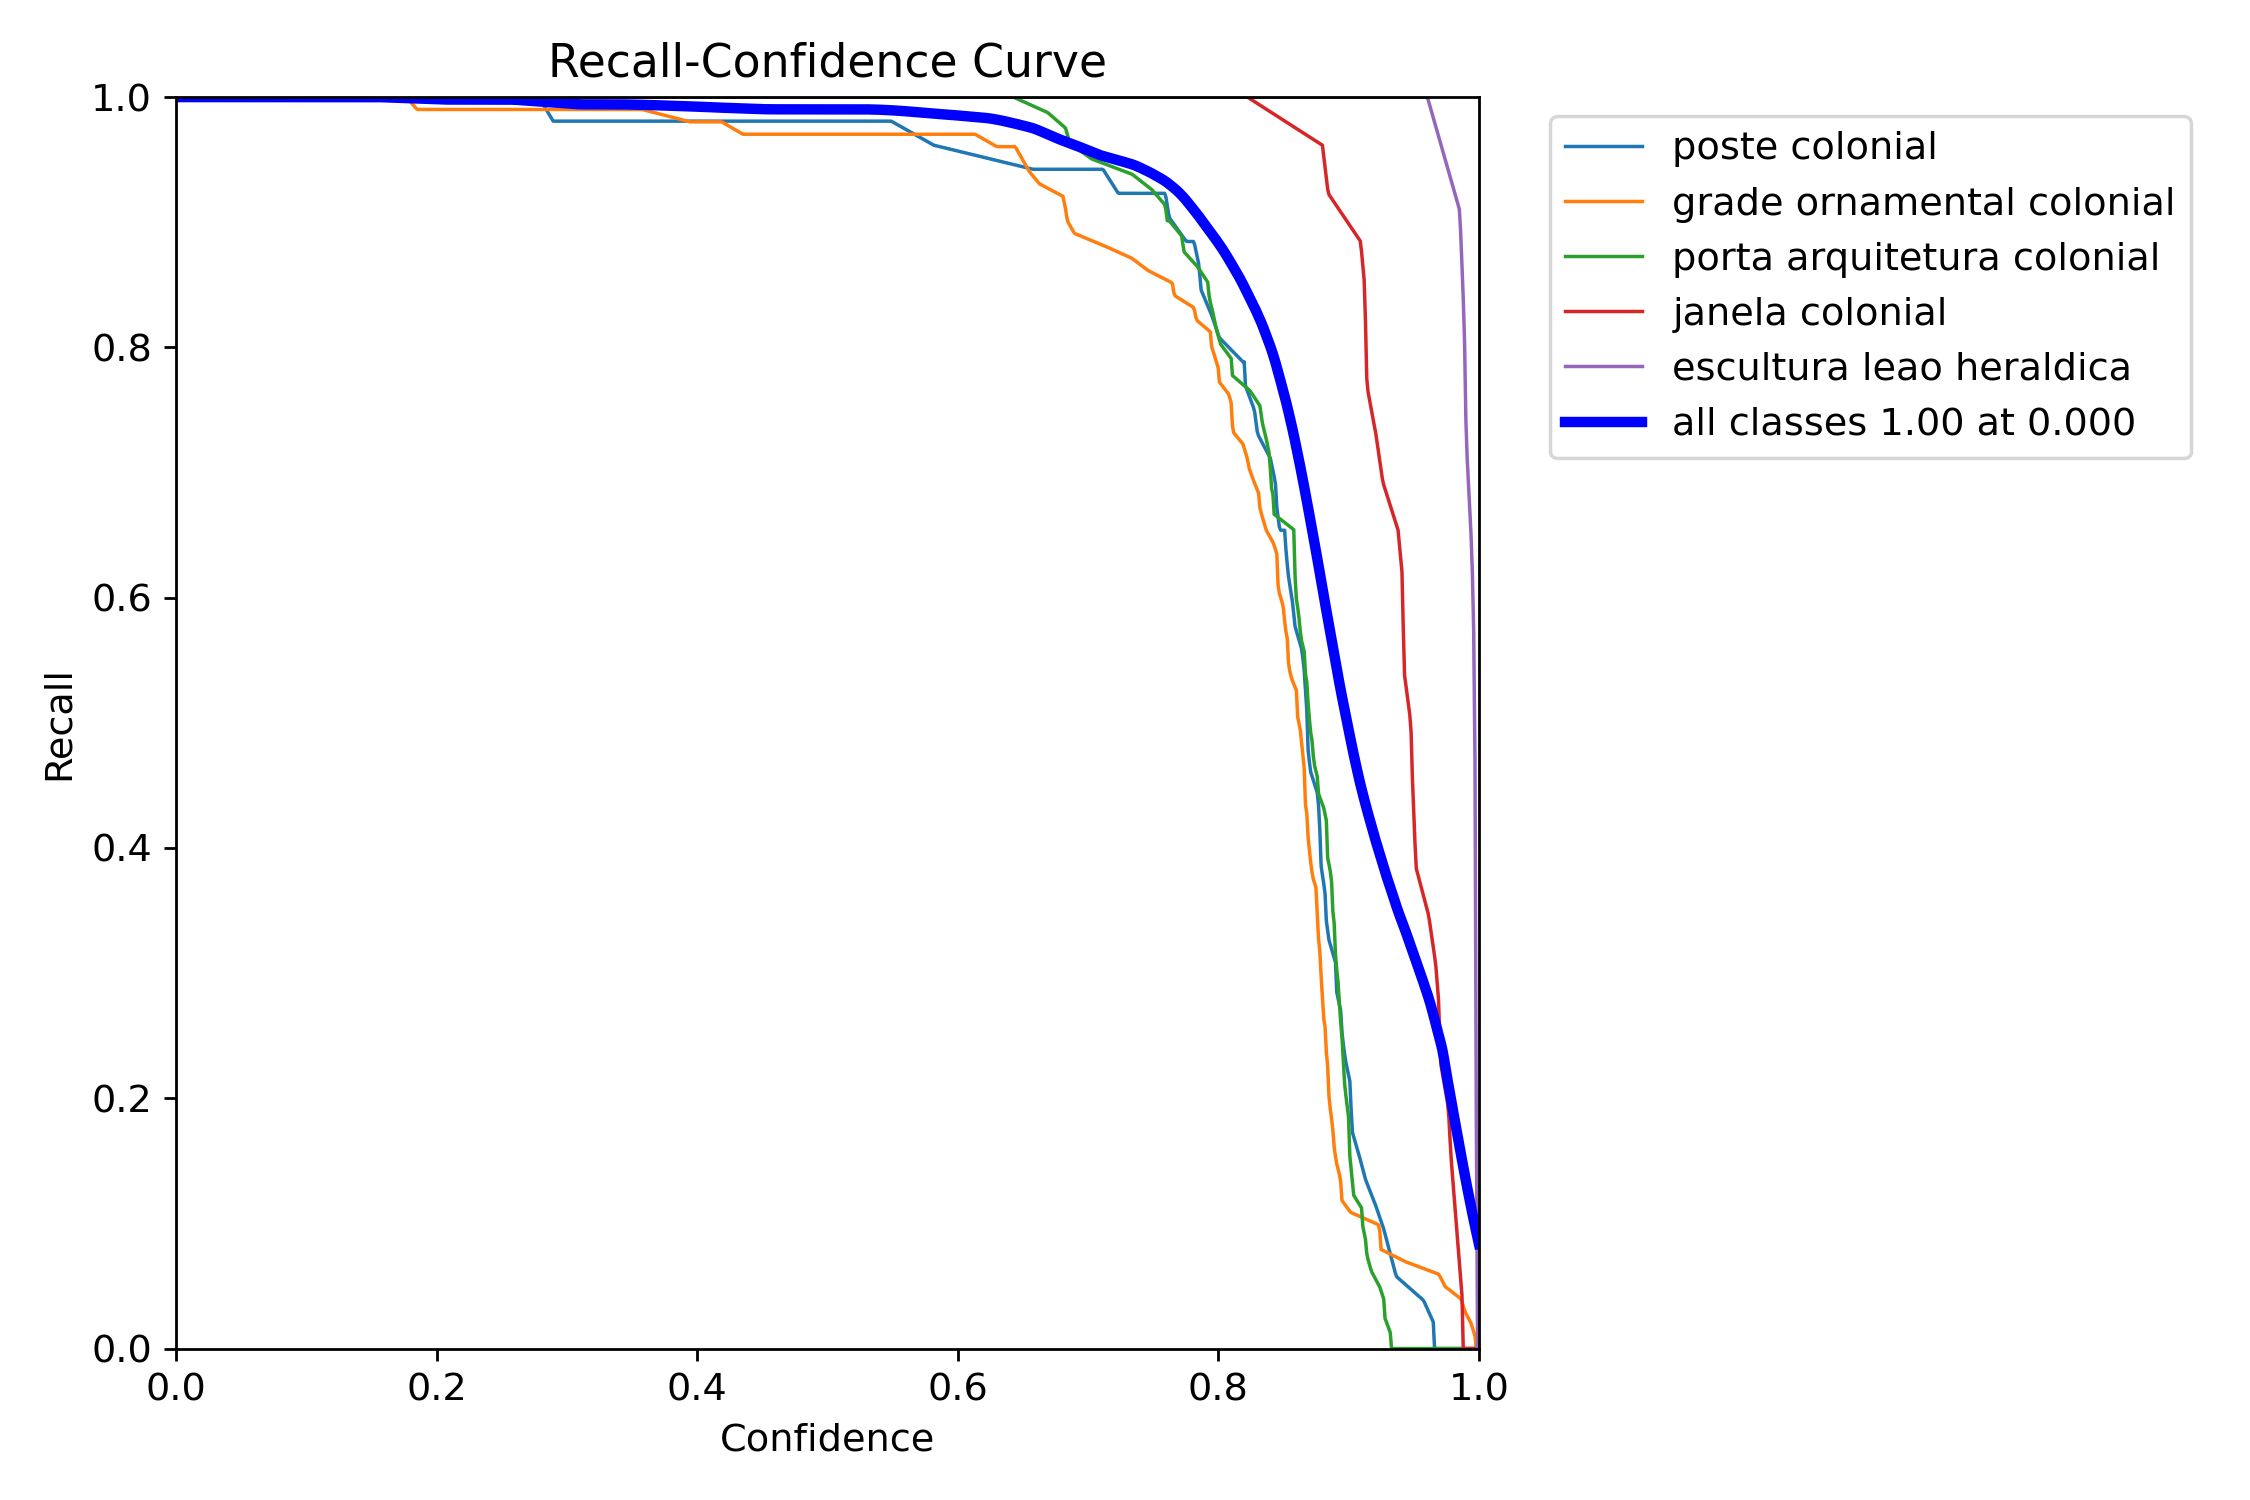 Recall-Confidence Curve
1.0
0.8
0.6
0.4
0.2
0.0
Recall
0.0 0.2 0.4 0.6 0.8 1.0
Confidence
poste colonial
grade ornamental colonial
porta arquitetura colonial
janela colonial
escultura leao heraldica
all classes 1.00 at 0.000